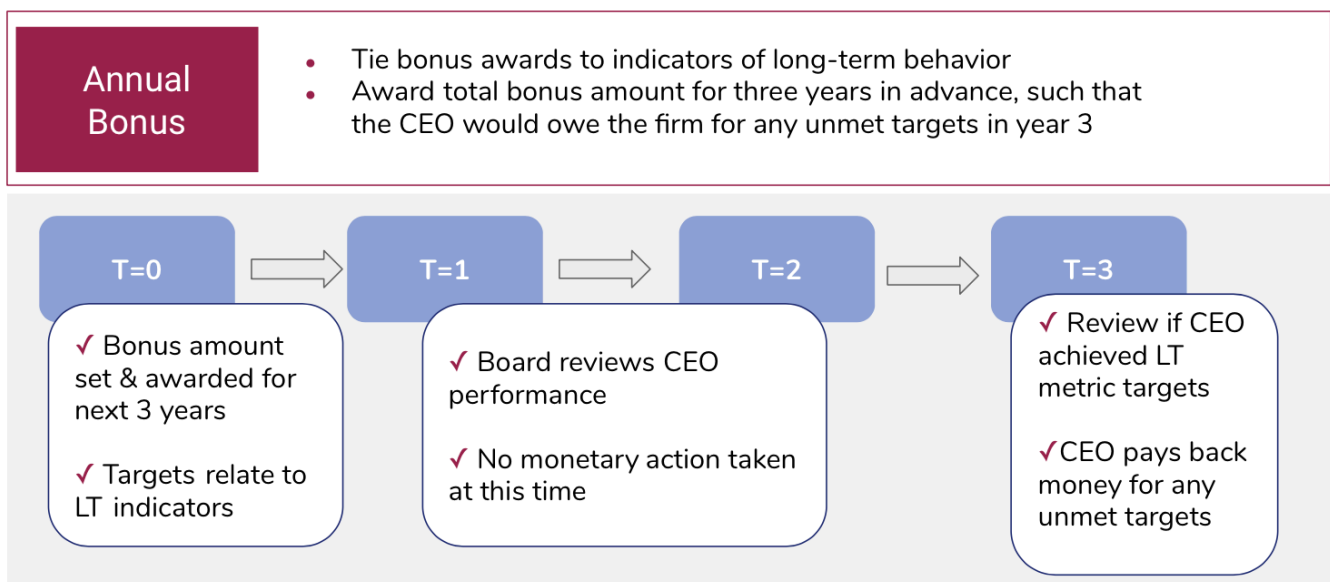 Annual
Bonus
• Tie bonus awards to indicators of long-term behavior
• Award total bonus amount for three years in advance, such that
the CEO would owe the firm for any unmet targets in year 3
T=0
T=1
T=2
T=3
✓ Bonus amount
set & awarded for
next 3 years
✓ Targets relate to
LT indicators
✓ Board reviews CEO
performance
✓ No monetary action taken
at this time
✓ Review if CEO
achieved LT
metric targets
✓CEO pays back
money for any
unmet targets